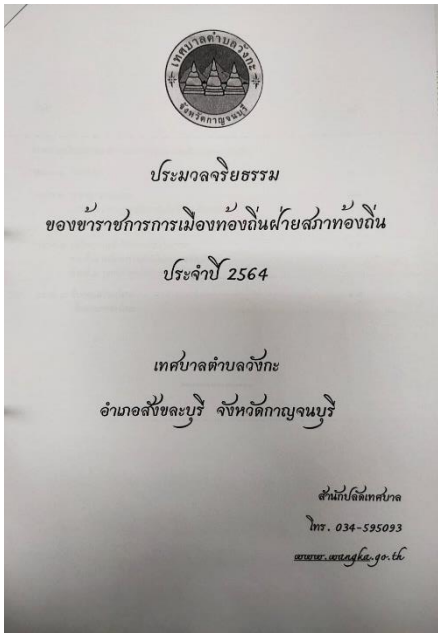 เทศบาลตำบลวังกะ
จังหวัดกาญจนบุรี
ประมวลจริยธรรม
ของข้าราชการการเมืองท้องถิ่นฝ่ายสภาท้องถิ่น
ประจำปี 2564
เทศบาลตำบลวังกะ
อำเภอสังขละบุรี จังหวัดกาญจนบุรี
สำนักปลัดเทศบาล
โทร. 034-595093
www.wangka.go.th